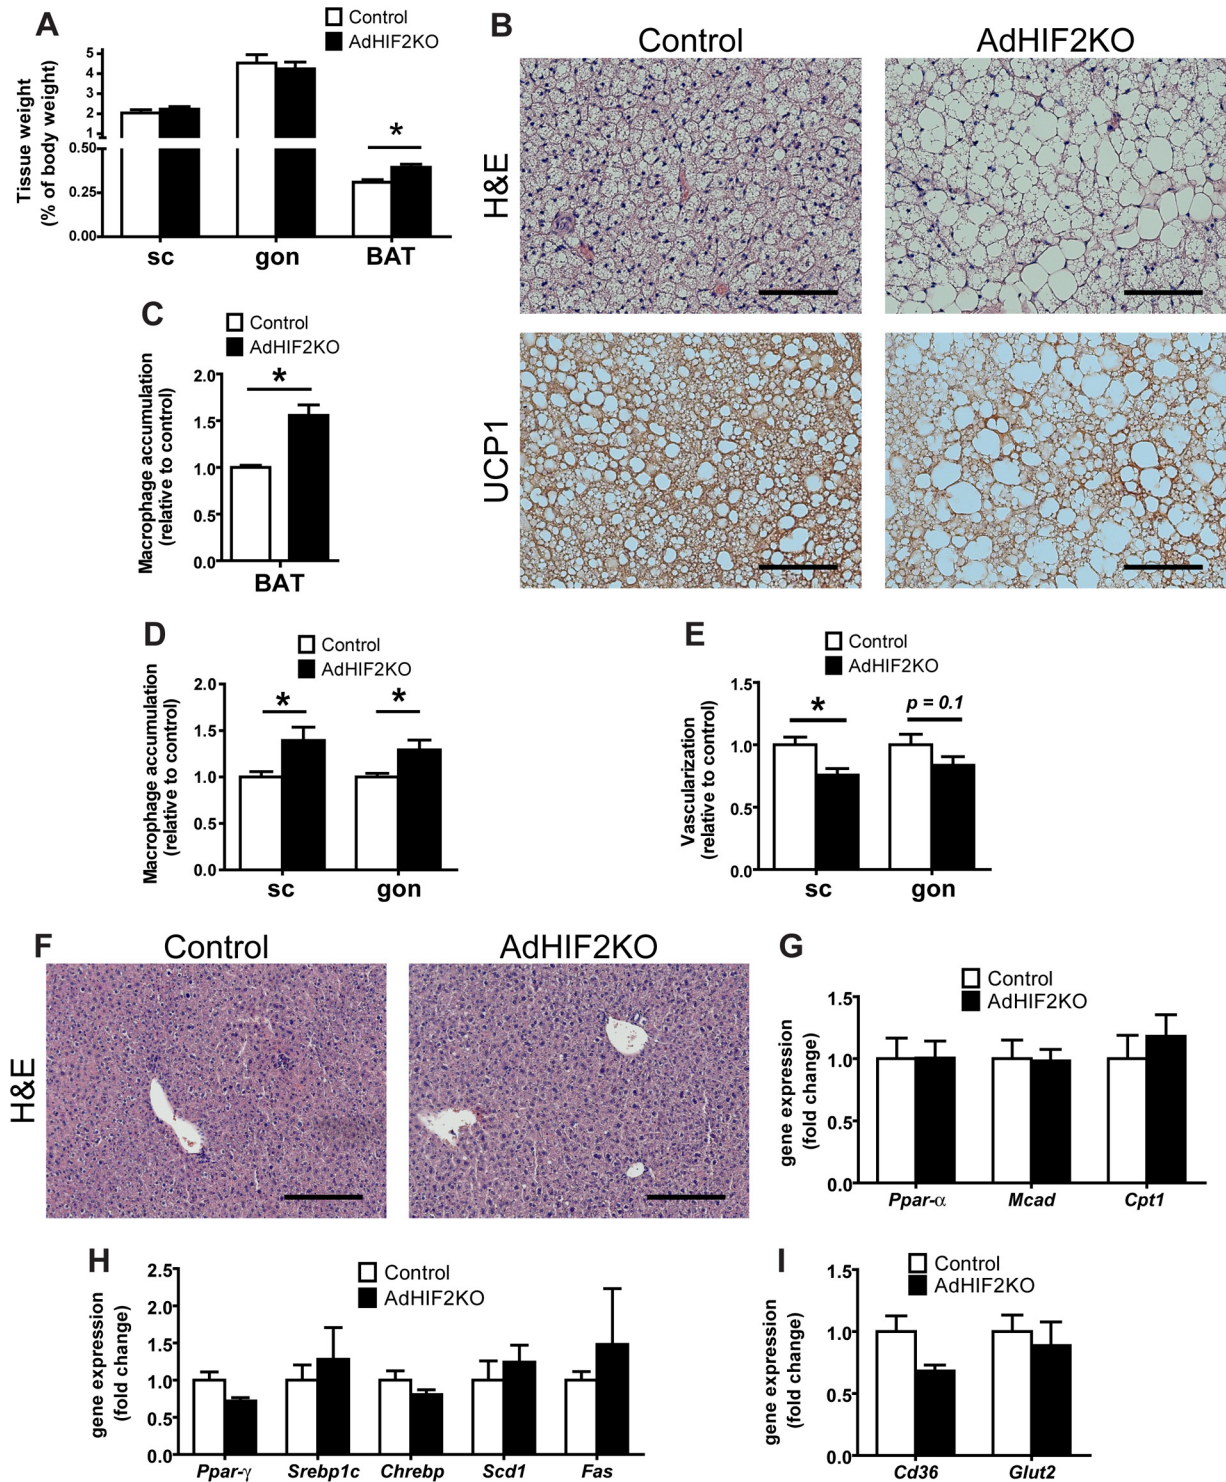 A
Control
AdHIF2KO
Tissue weight
(% of body weight)
5
4
3
2
1
0.50
0.25
0.00
*
sc gon BAT
B
Control AdHIF2KO
H&E
UCP1
C
Control
AdHIF2KO
Macrophage accumulation
(relative to control)
2.0
1.5
1.0
0.5
0.0
*
BAT
D
Control
AdHIF2KO
Macrophage accumulation
(relative to control)
2.0
1.5
1.0
0.5
0.0
* *
sc gon
E
Control
AdHIF2KO
Vascularization
(relative to control)
1.5
1.0
0.5
0.0
* p = 0.1
sc gon
F
Control AdHIF2KO
H&E
G
Control
AdHIF2KO
gene expression
(fold change)
1.5
1.0
0.5
0.0
Ppar-α Mcad Cpt1
H
Control
AdHIF2KO
gene expression
(fold change)
2.5
2.0
1.5
1.0
0.5
0.0
Ppar-γ Srebp1c Chrebp Scd1 Fas
I
Control
AdHIF2KO
gene expression
(fold change)
1.5
1.0
0.5
0.0
Cd36 Glut2